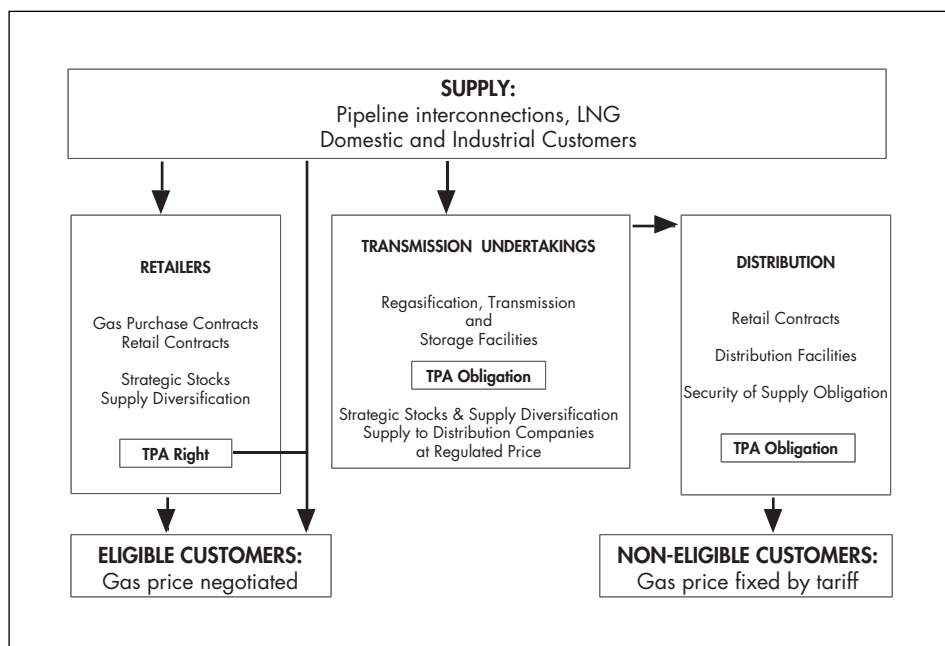 SUPPLY:
Pipeline interconnections, LNG
Domestic and Industrial Customers
RETAILERS
Gas Purchase Contracts
Retail Contracts
Strategic Stocks
Supply Diversification
TPA Right
TRANSMISSION UNDERTAKINGS
Regasification, Transmission
and
Storage Facilities
TPA Obligation
Strategic Stocks & Supply Diversification
Supply to Distribution Companies
at Regulated Price
DISTRIBUTION
Retail Contracts
Distribution Facilities
Security of Supply Obligation
TPA Obligation
ELIGIBLE CUSTOMERS:
Gas price negotiated
NON-ELIGIBLE CUSTOMERS:
Gas price fixed by tariff